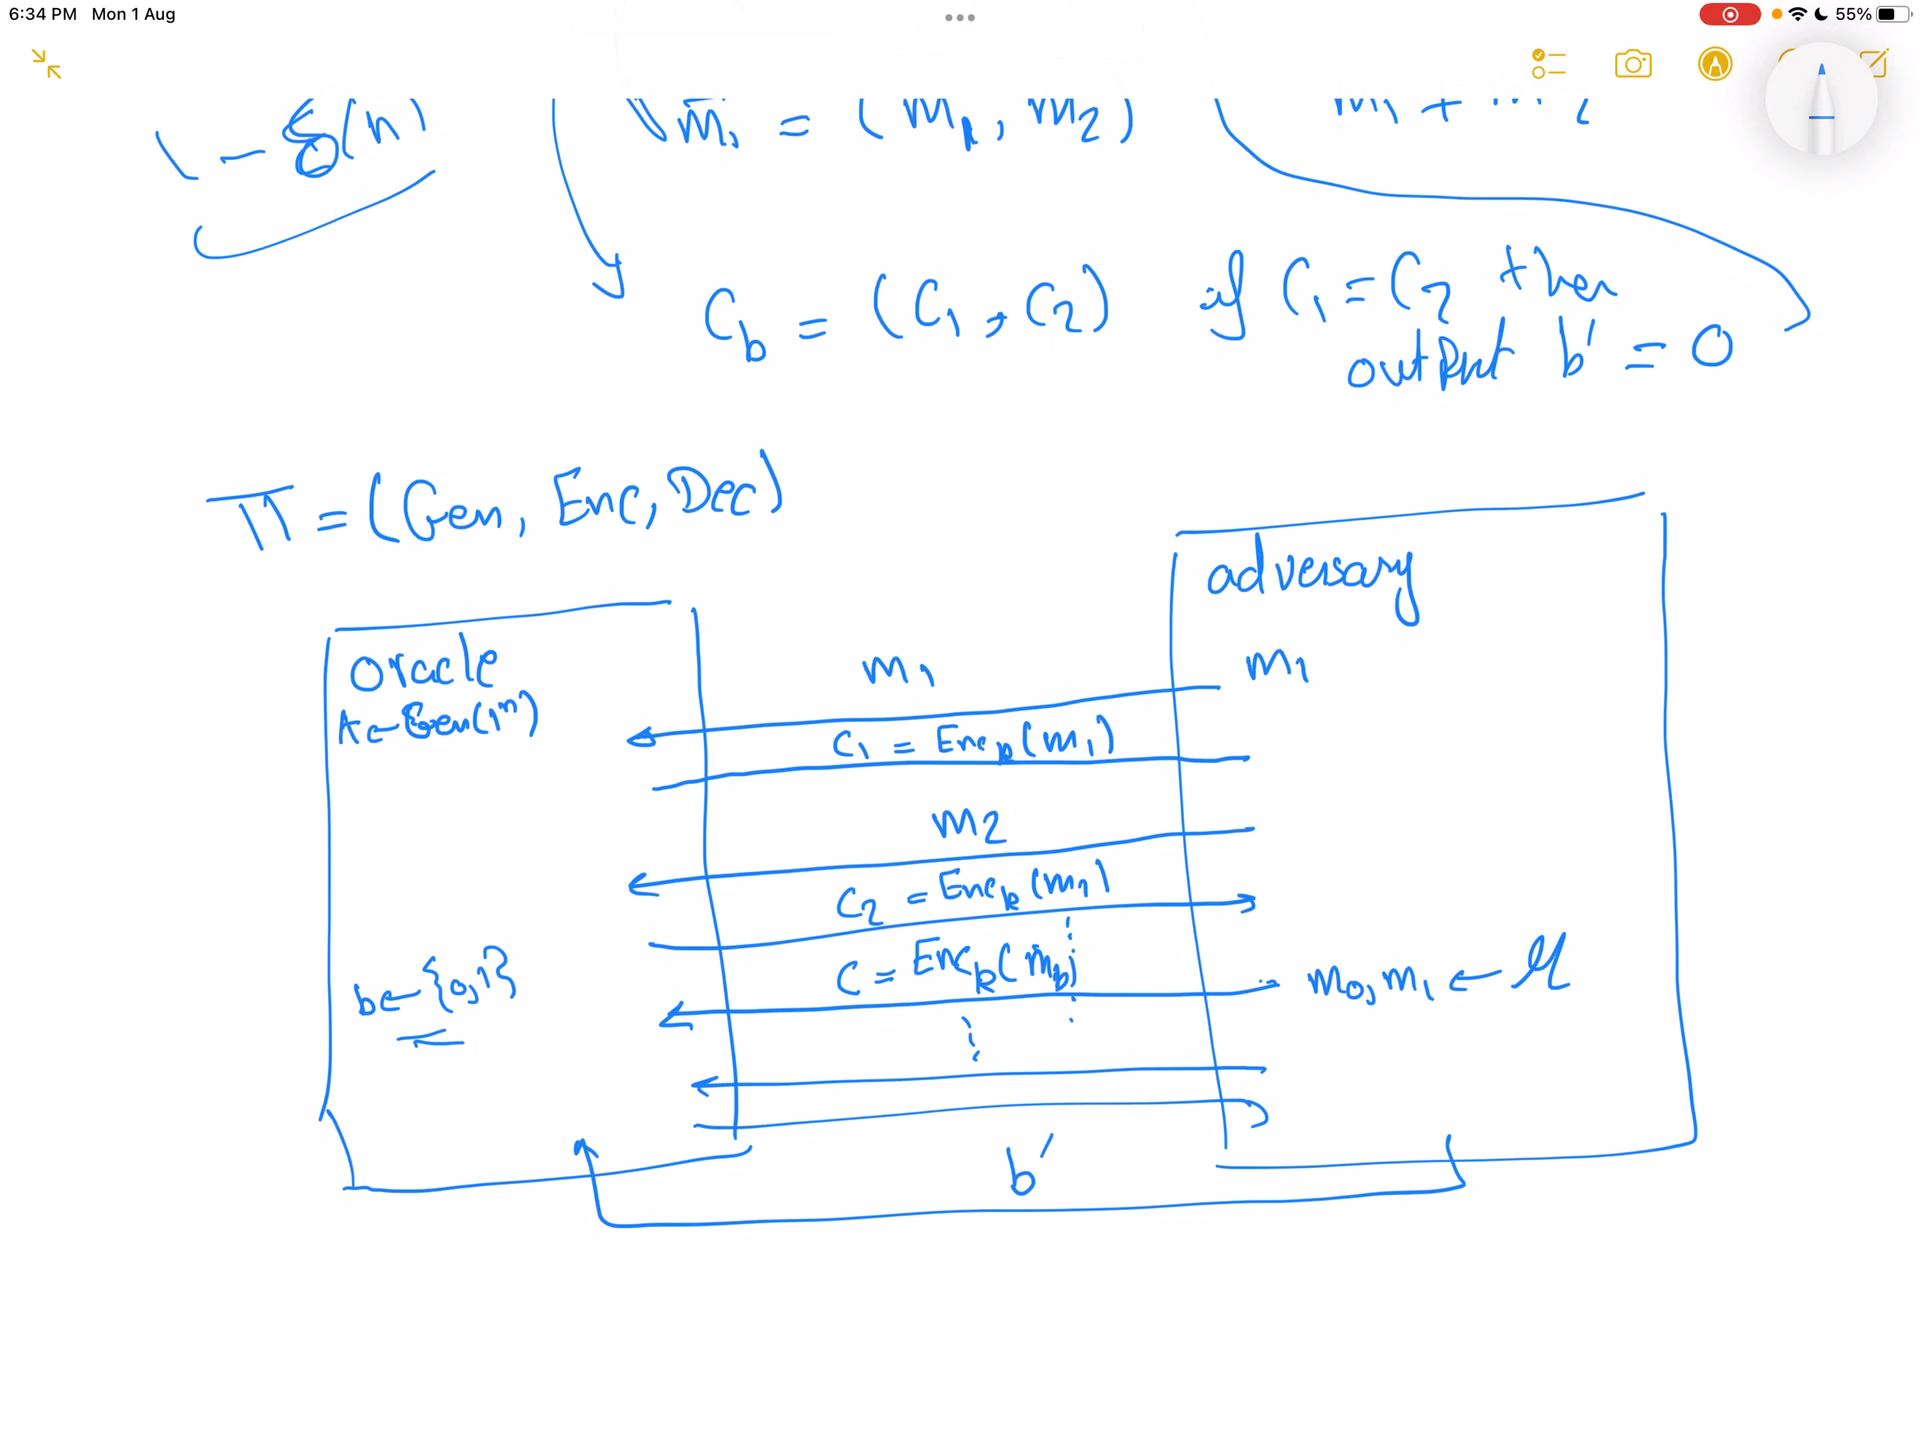 6:34 PM Mon 1 Aug
55%
m̄₁ = (m₁, m₂)
C_b = (C₁, C₂) if C₁ = C₂ then
output b' = 0
Π = (Gen, Enc, Dec)
adversary
oracle
m₁ m₁
k ← Gen(1ⁿ)
C₁ = Enc_k(m₁)
m₂
C₂ = Enc_k(m₁)
b ← {0,1} C = Enc_k(m_b) m₀, m₁ ← M
b'